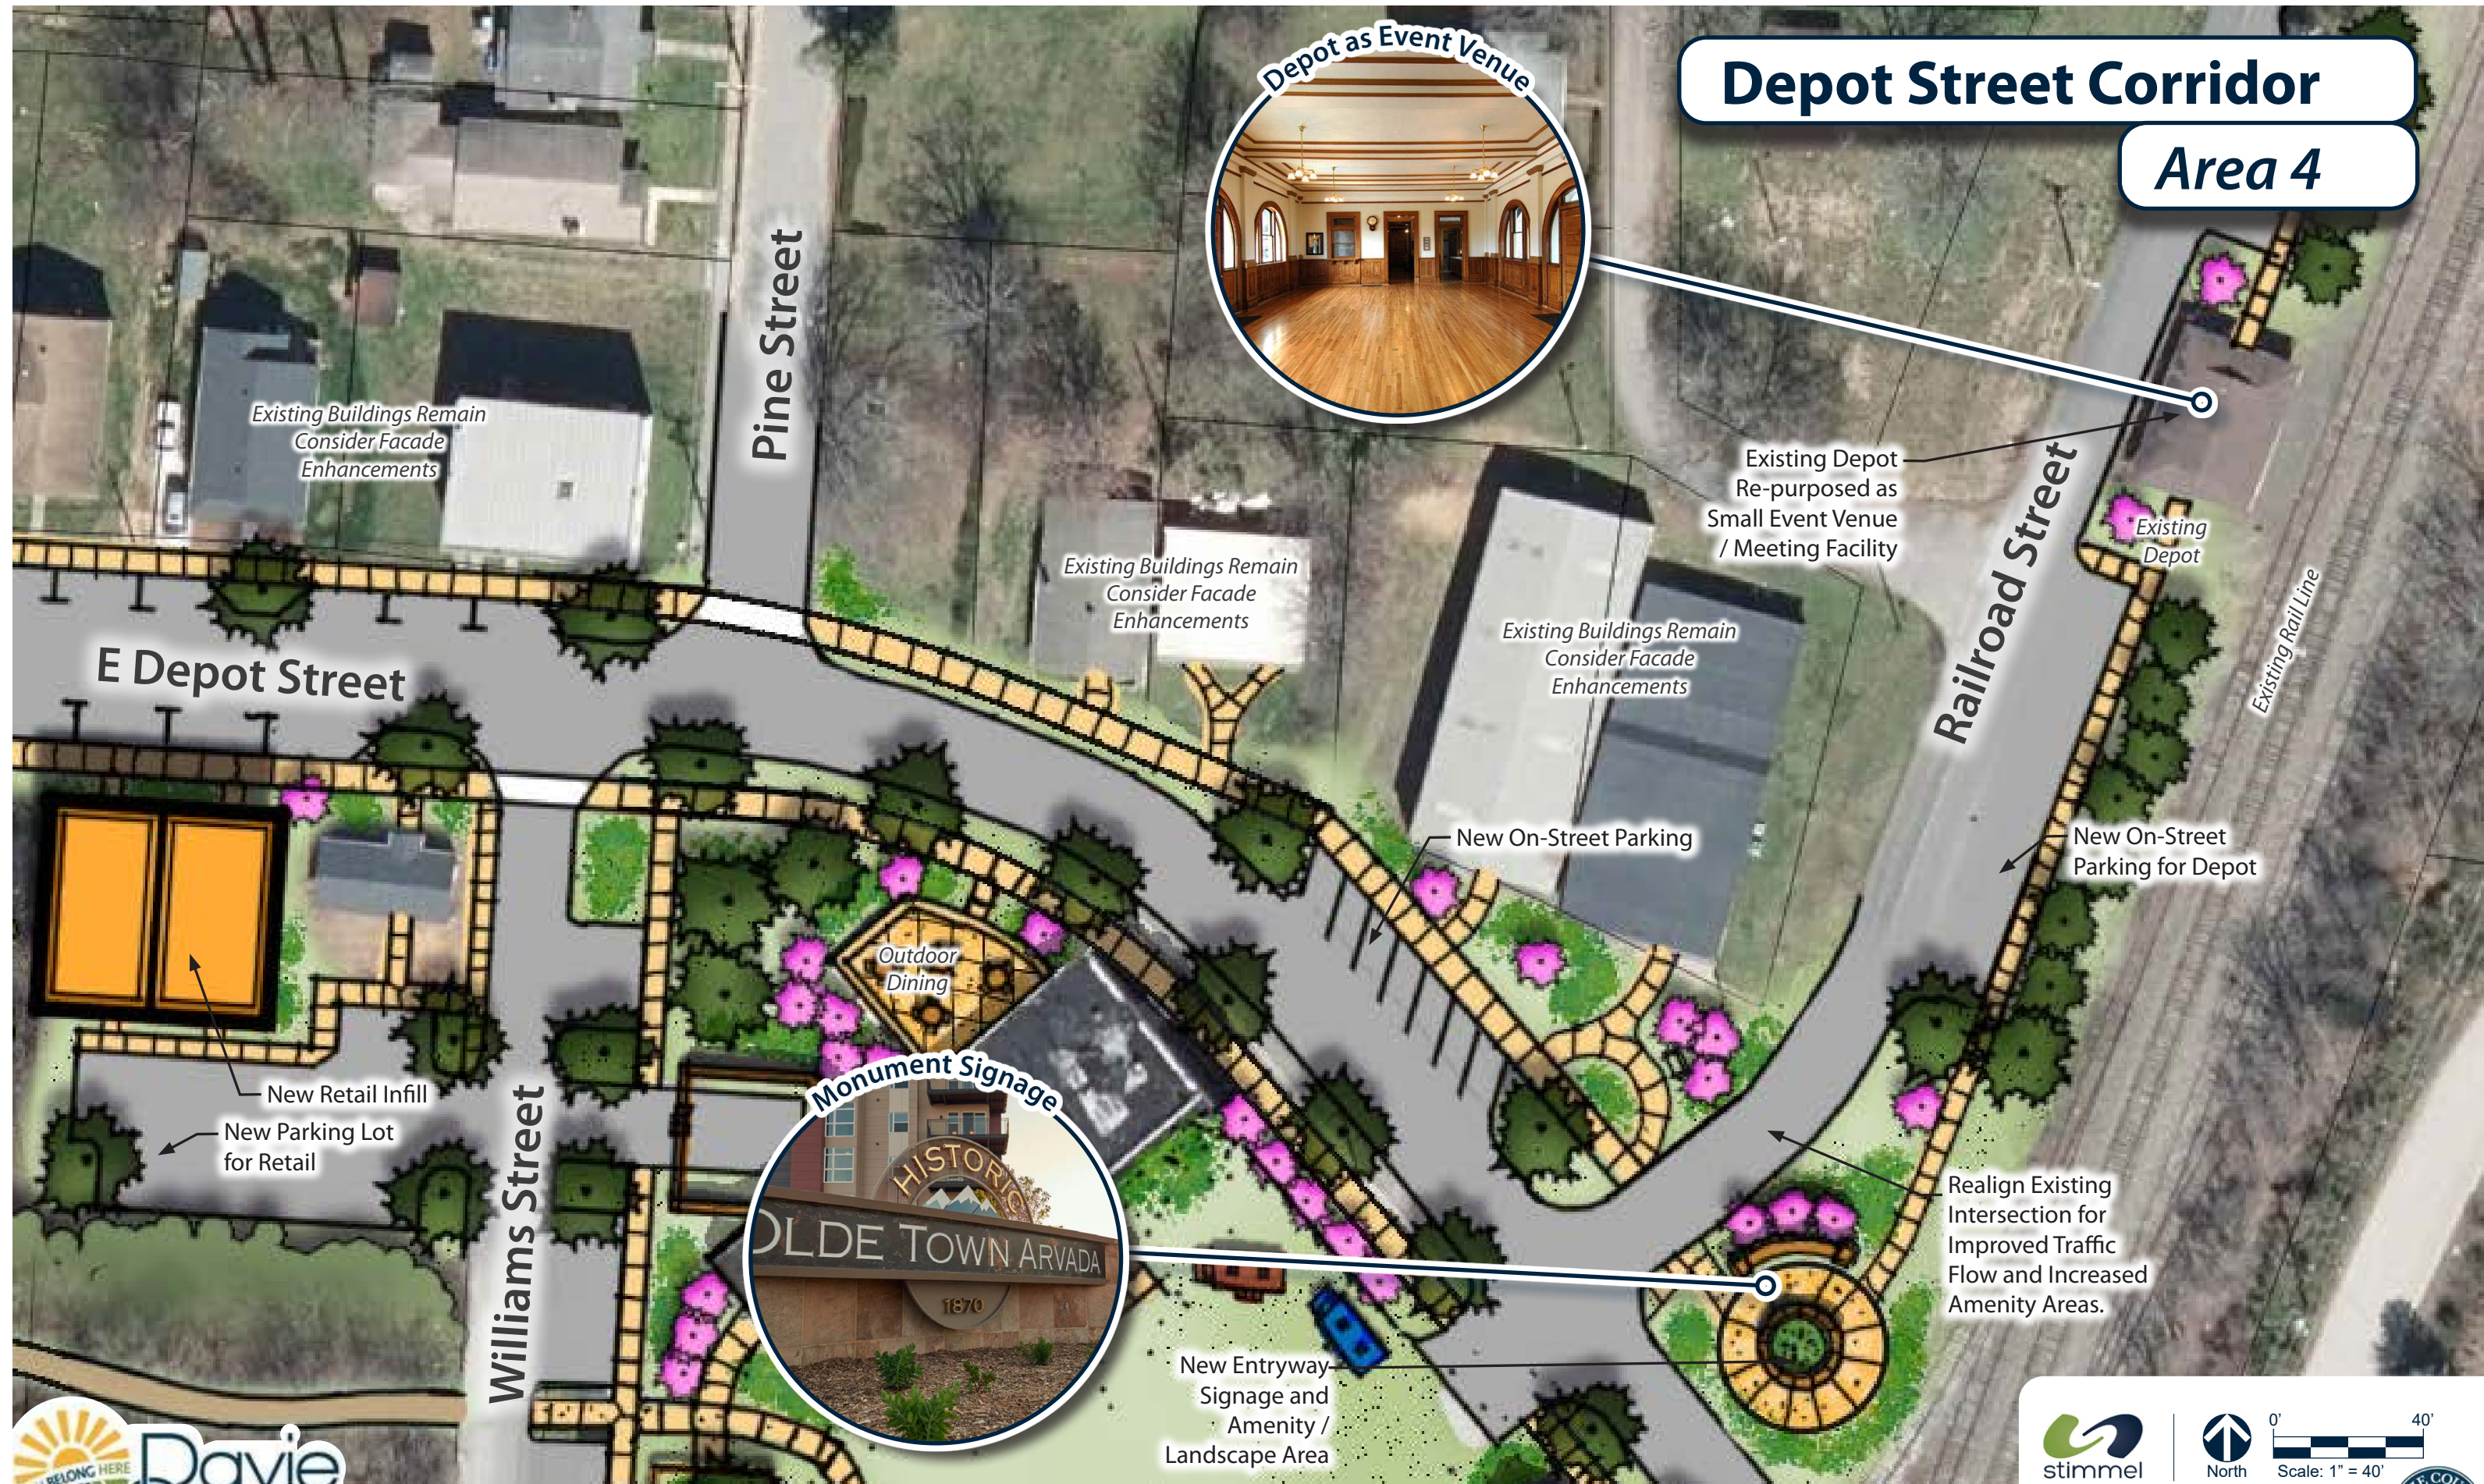 Depot Street Corridor
Area 4
Depot as Event Venue
Pine Street
Existing Buildings Remain
Consider Facade
Enhancements
Existing Depot
Re-purposed as
Small Event Venue
/ Meeting Facility
Railroad Street
Existing
Depot
Existing Rail Line
Existing Buildings Remain
Consider Facade
Enhancements
Existing Buildings Remain
Consider Facade
Enhancements
E Depot Street
New On-Street Parking
New On-Street
Parking for Depot
Outdoor
Dining
New Retail Infill
New Parking Lot
for Retail
Williams Street
Monument Signage
HISTORIC
OLDE TOWN ARVADA
1870
Realign Existing
Intersection for
Improved Traffic
Flow and Increased
Amenity Areas.
New Entryway
Signage and
Amenity /
Landscape Area
BELONG HERE
Davie
stimmel
North
0' 40'
Scale: 1" = 40'